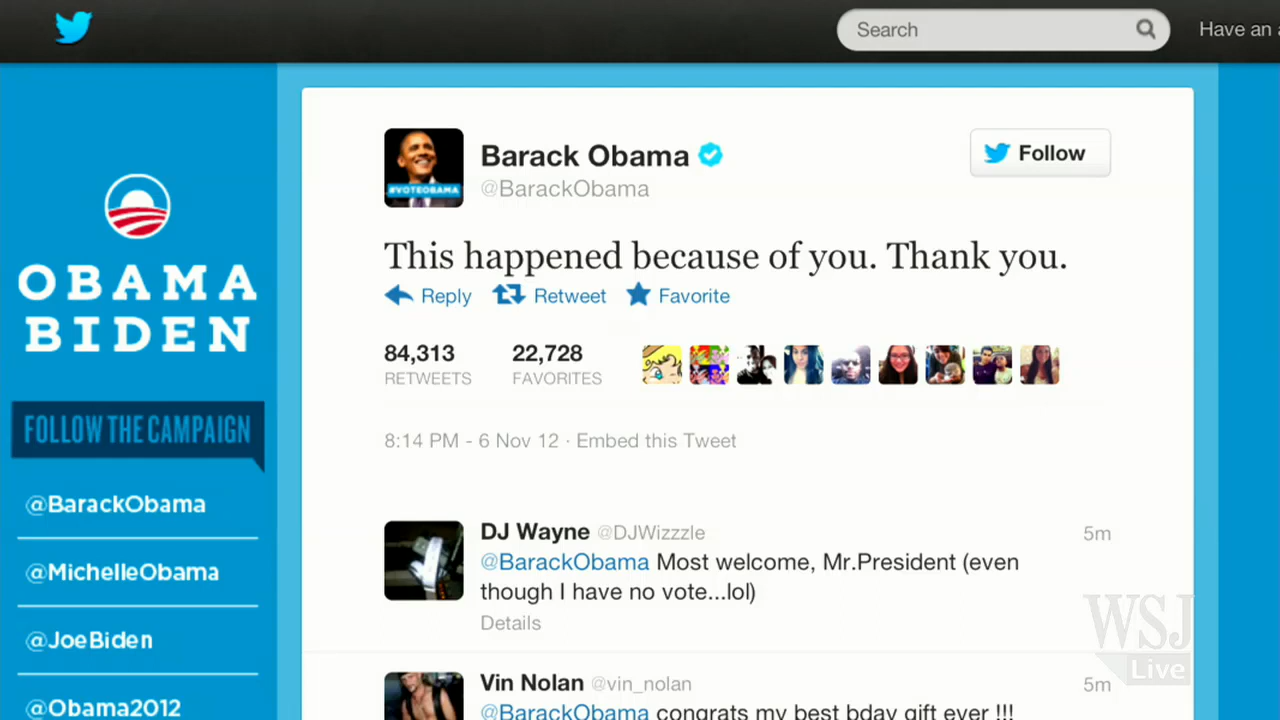 Search
Have an a
Barack Obama
@BarackObama
Follow
#VOTEOBAMA
This happened because of you. Thank you.
Reply Retweet Favorite
84,313 22,728
RETWEETS FAVORITES
8:14 PM - 6 Nov 12 · Embed this Tweet
OBAMA
BIDEN
FOLLOW THE CAMPAIGN
@BarackObama
@MichelleObama
@JoeBiden
@Obama2012
DJ Wayne @DJWizzzle 5m
@BarackObama Most welcome, Mr.President (even
though I have no vote...lol)
Details
Vin Nolan @vin_nolan 5m
@BarackObama congrats my best bday gift ever !!!
WSJ
Live